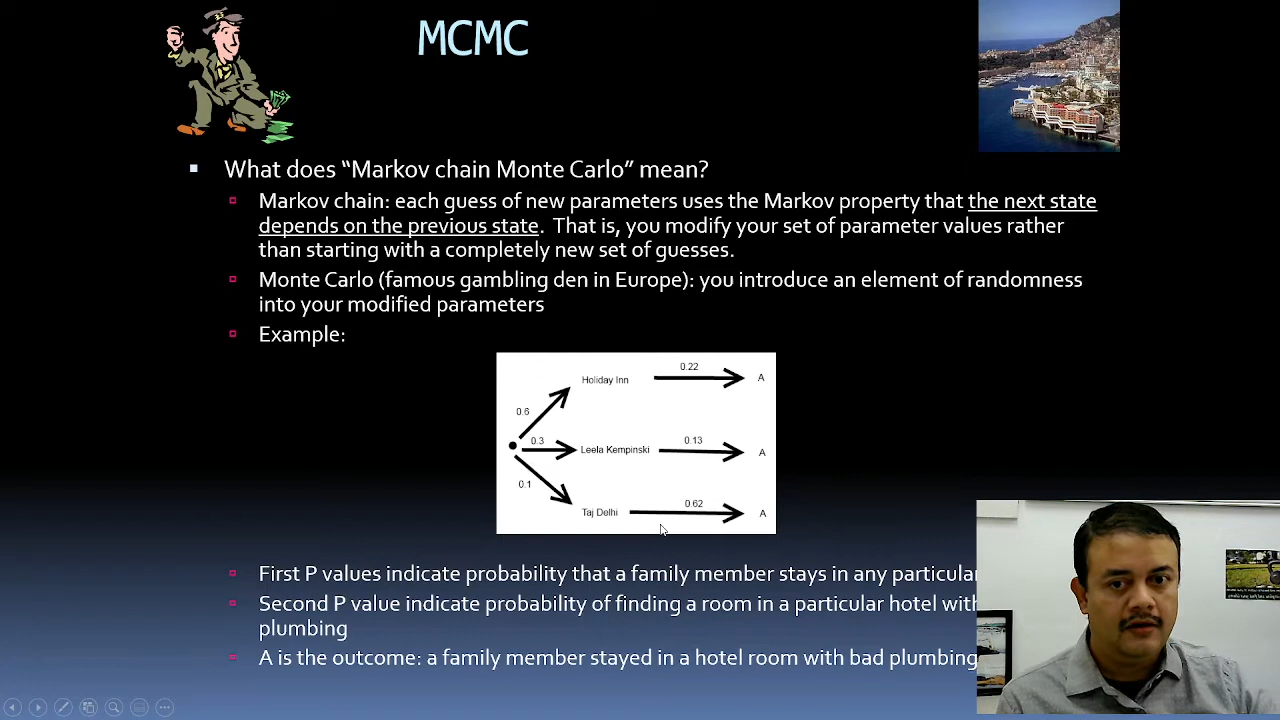 MCMC
What does “Markov chain Monte Carlo” mean?
Markov chain: each guess of new parameters uses the Markov property that the next state
depends on the previous state. That is, you modify your set of parameter values rather
than starting with a completely new set of guesses.
Monte Carlo (famous gambling den in Europe): you introduce an element of randomness
into your modified parameters
Example:
0.22
Holiday Inn
A
0.6
0.3
Leela Kempinski
0.13
A
0.1
Taj Delhi
0.62
A
First P values indicate probability that a family member stays in any particular
Second P value indicate probability of finding a room in a particular hotel with
plumbing
A is the outcome: a family member stayed in a hotel room with bad plumbing